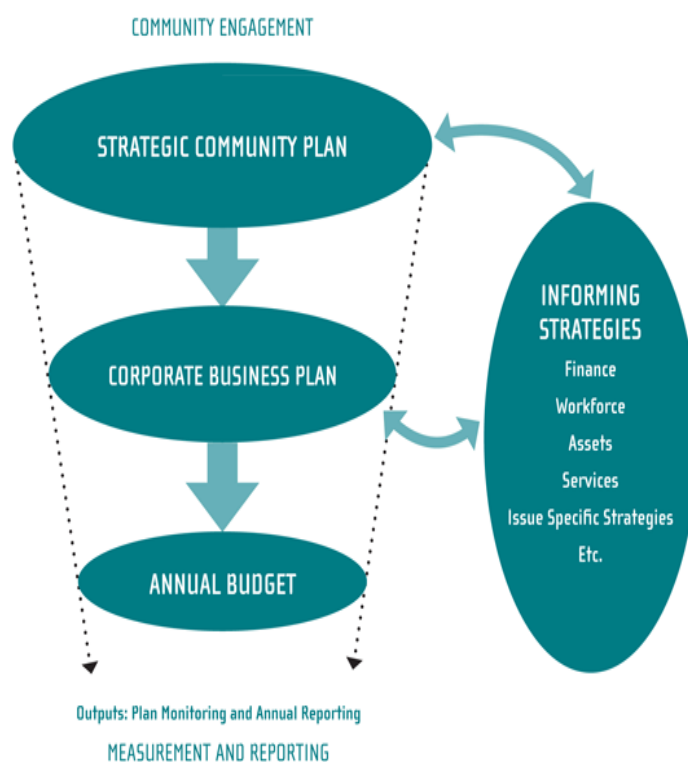 COMMUNITY ENGAGEMENT
STRATEGIC COMMUNITY PLAN
CORPORATE BUSINESS PLAN
ANNUAL BUDGET
INFORMING
STRATEGIES
Finance
Workforce
Assets
Services
Issue Specific Strategies
Etc.
Outputs: Plan Monitoring and Annual Reporting
MEASUREMENT AND REPORTING